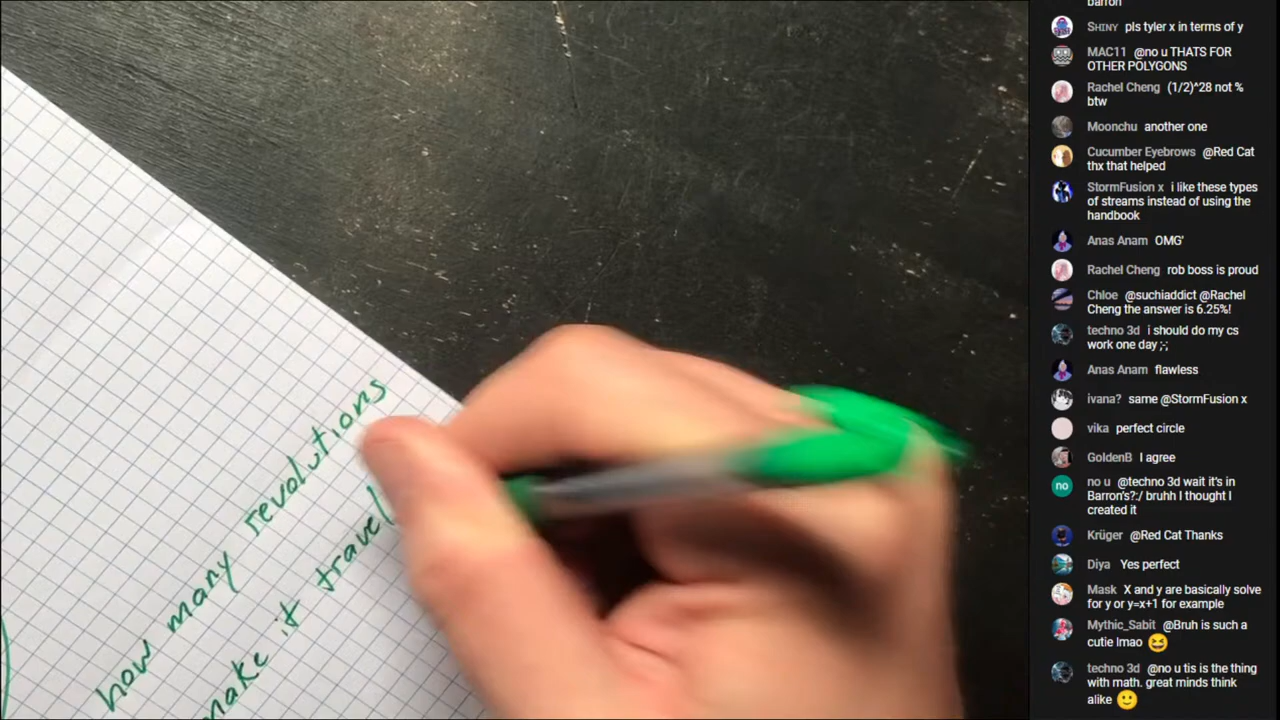 how many revolutions
make it travel
barron
Shiny pls tyler x in terms of y
MAC11 @no u THATS FOR
OTHER POLYGONS
Rachel Cheng (1/2)^28 not %
btw
Moonchu another one
Cucumber Eyebrows @Red Cat
thx that helped
StormFusion x i like these types
of streams instead of using the
handbook
Anas Anam OMG'
Rachel Cheng rob boss is proud
Chloe @suchiaddict @Rachel
Cheng the answer is 6.25%!
techno 3d i should do my cs
work one day ;-;
Anas Anam flawless
ivana? same @StormFusion x
vika perfect circle
GoldenB I agree
no
no u @techno 3d wait it's in
Barron's?:/ bruhh I thought I
created it
Krüger @Red Cat Thanks
Diya Yes perfect
Mask X and y are basically solve
for y or y=x+1 for example
Mythic_Sabit @Bruh is such a
cutie lmao 😆
techno 3d @no u tis is the thing
with math. great minds think
alike 🙂